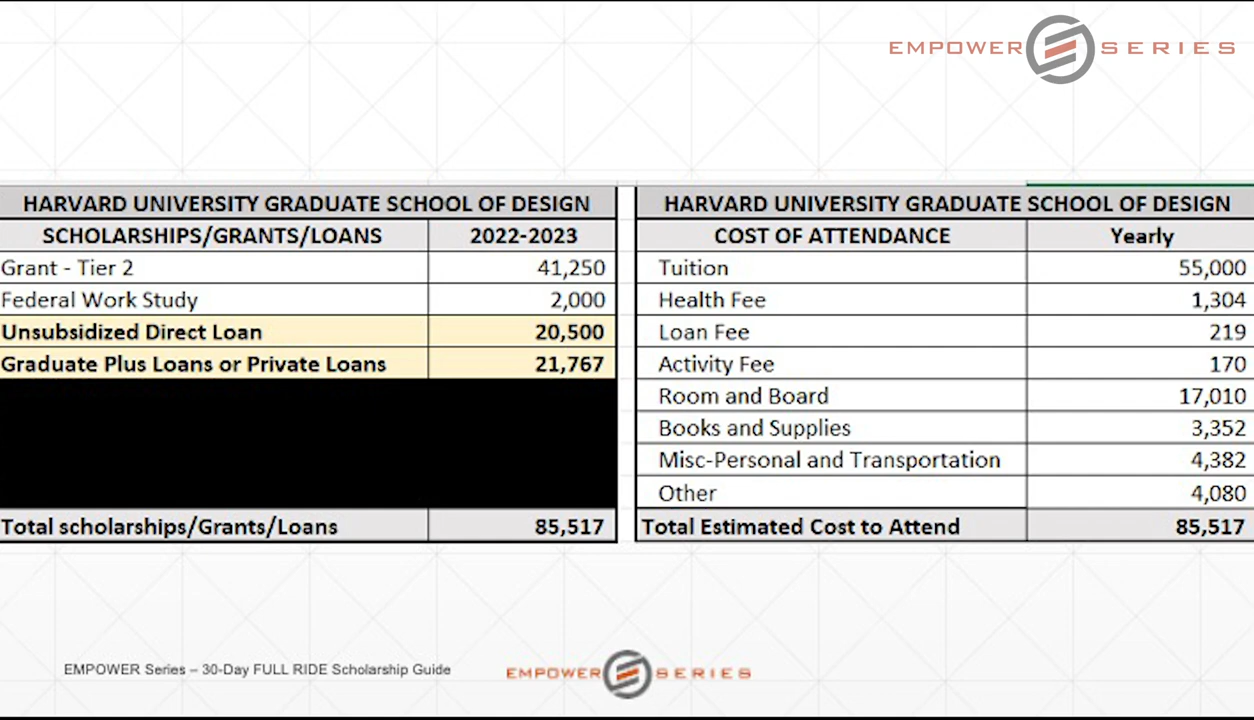 EMPOWER SERIES
HARVARD UNIVERSITY GRADUATE SCHOOL OF DESIGN
SCHOLARSHIPS/GRANTS/LOANS 2022-2023
Grant - Tier 2 41,250
Federal Work Study 2,000
Unsubsidized Direct Loan 20,500
Graduate Plus Loans or Private Loans 21,767
Total scholarships/Grants/Loans 85,517
HARVARD UNIVERSITY GRADUATE SCHOOL OF DESIGN
COST OF ATTENDANCE Yearly
Tuition 55,000
Health Fee 1,304
Loan Fee 219
Activity Fee 170
Room and Board 17,010
Books and Supplies 3,352
Misc-Personal and Transportation 4,382
Other 4,080
Total Estimated Cost to Attend 85,517
EMPOWER Series – 30-Day FULL RIDE Scholarship Guide
EMPOWER SERIES